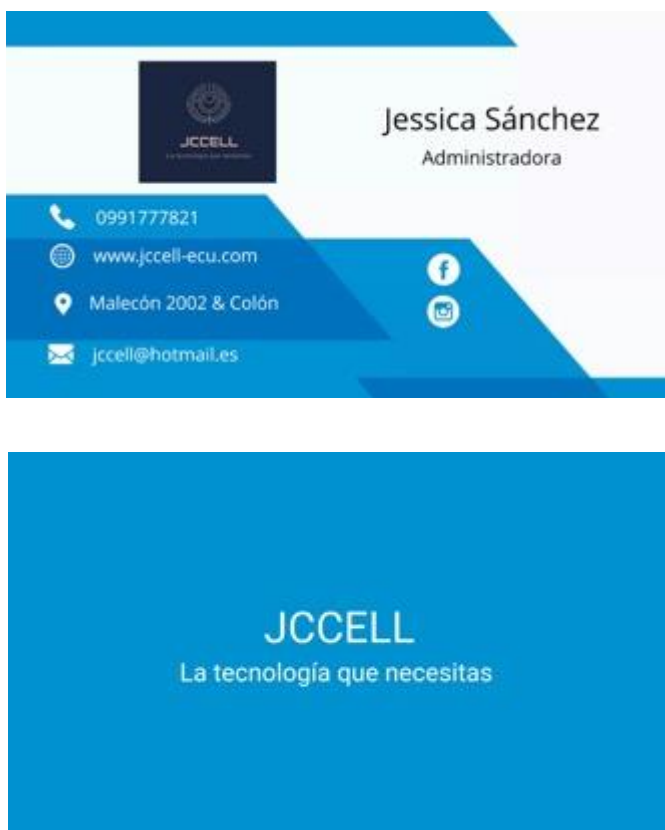 JCCELL
Jessica Sánchez
Administradora
0991777821
www.jccell-ecu.com
Malecón 2002 & Colón
jccell@hotmail.es
JCCELL
La tecnología que necesitas